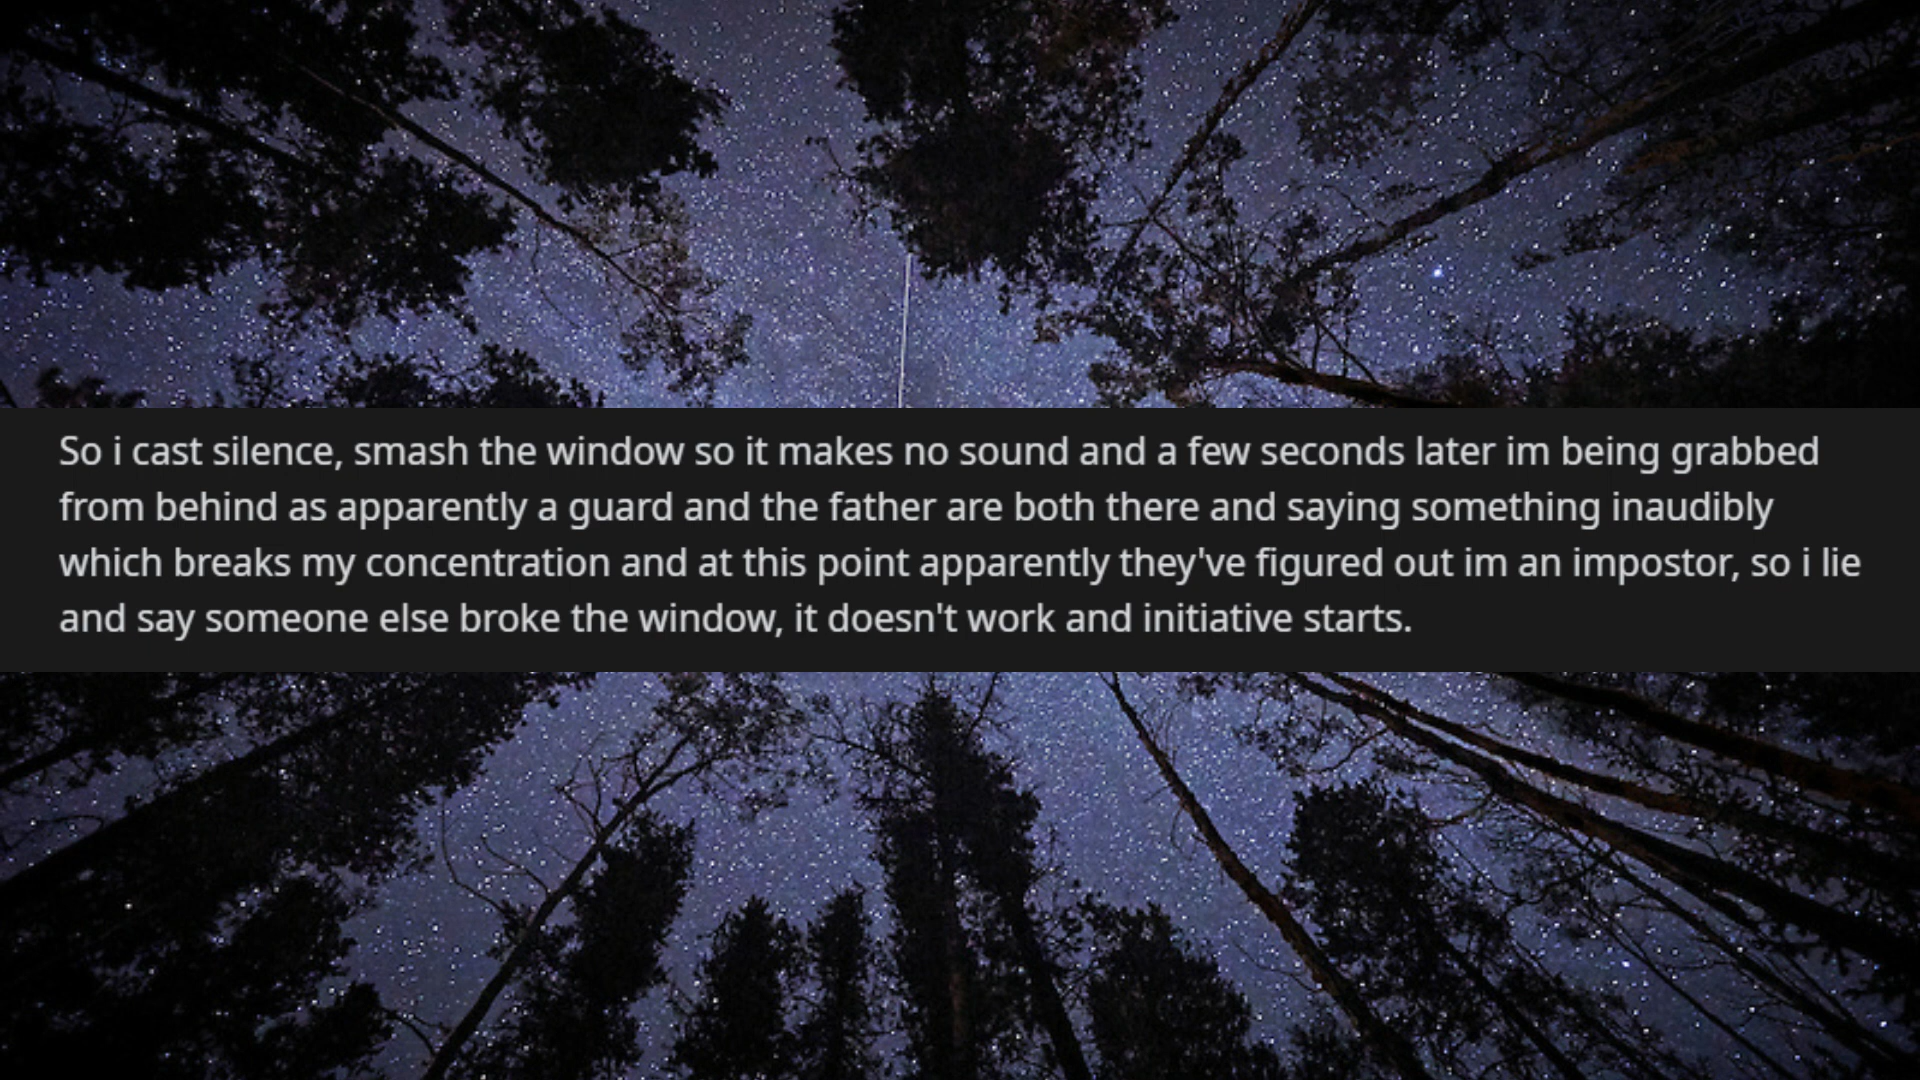 So i cast silence, smash the window so it makes no sound and a few seconds later im being grabbed
from behind as apparently a guard and the father are both there and saying something inaudibly
which breaks my concentration and at this point apparently they've figured out im an impostor, so i lie
and say someone else broke the window, it doesn't work and initiative starts.